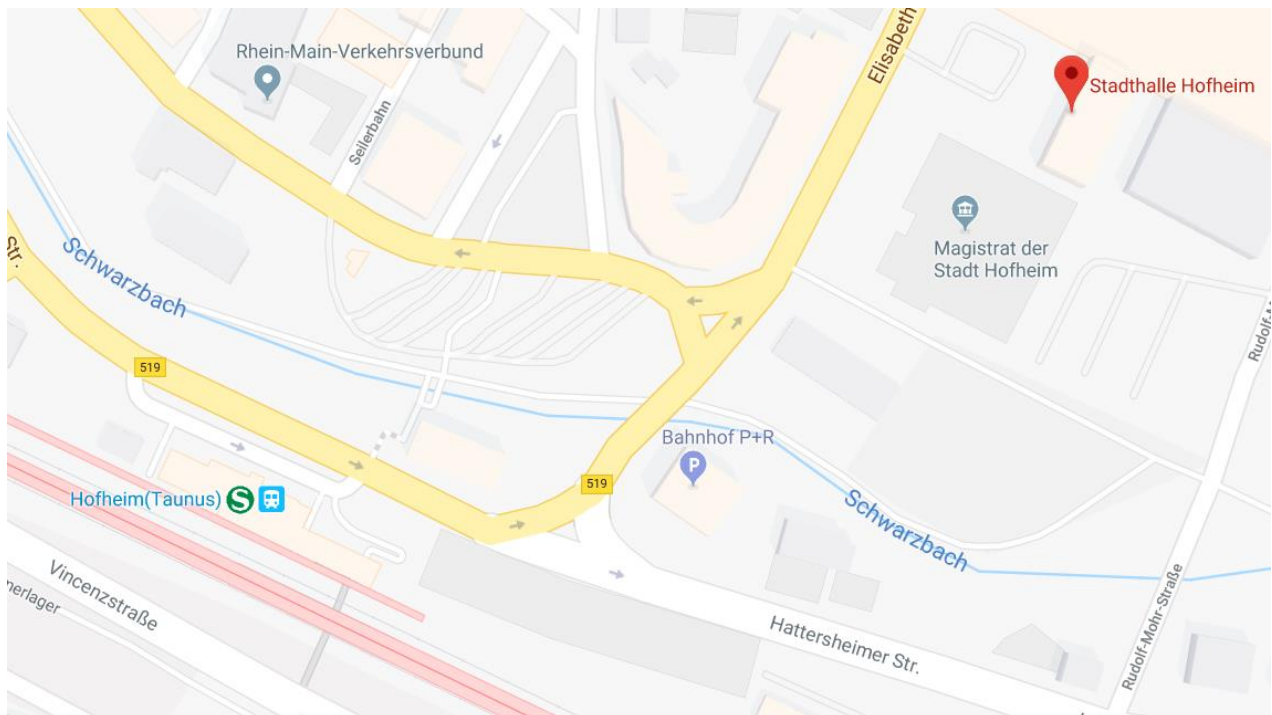 Rhein-Main-Verkehrsverbund
Elisabeth
Stadthalle Hofheim
Seilerbahn
Str.
Schwarzbach
Magistrat der
Stadt Hofheim
Rudolf-M
519
Bahnhof P+R
P
519
Hofheim(Taunus) S
Schwarzbach
Vincenzstraße
nerlager
Hattersheimer Str.
Rudolf-Mohr-Straße